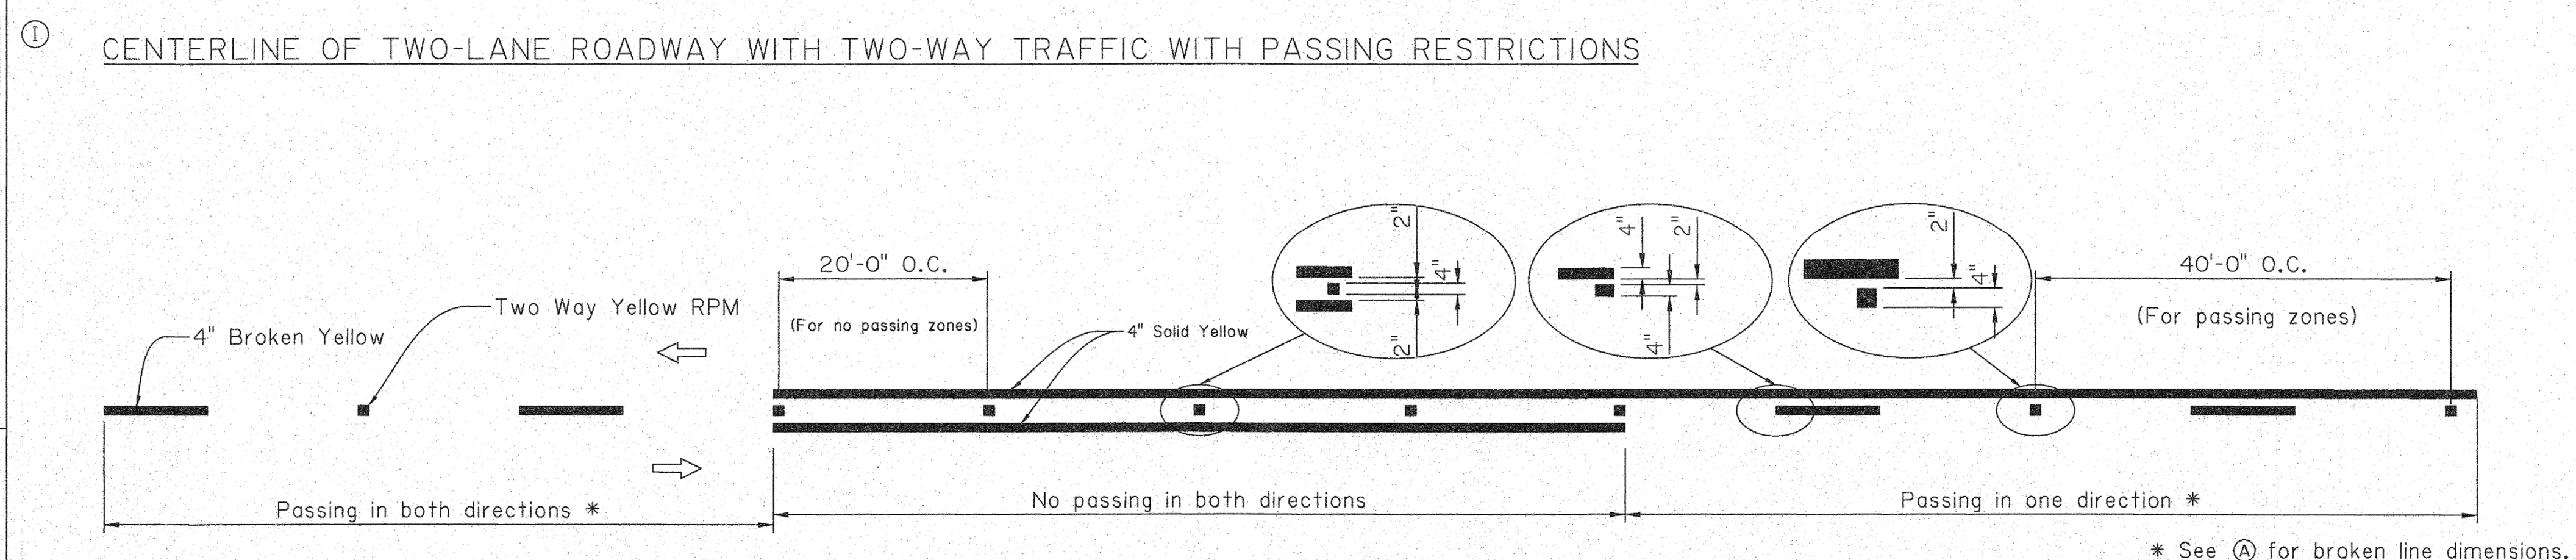 I
CENTERLINE OF TWO-LANE ROADWAY WITH TWO-WAY TRAFFIC WITH PASSING RESTRICTIONS
2"
4"
2"
4"
2"
4"
2"
4"
20'-0" O.C.
40'-0" O.C.
Two Way Yellow RPM
(For no passing zones)
4" Solid Yellow
(For passing zones)
4" Broken Yellow
Passing in both directions *
No passing in both directions
Passing in one direction *
* See A for broken line dimensions.